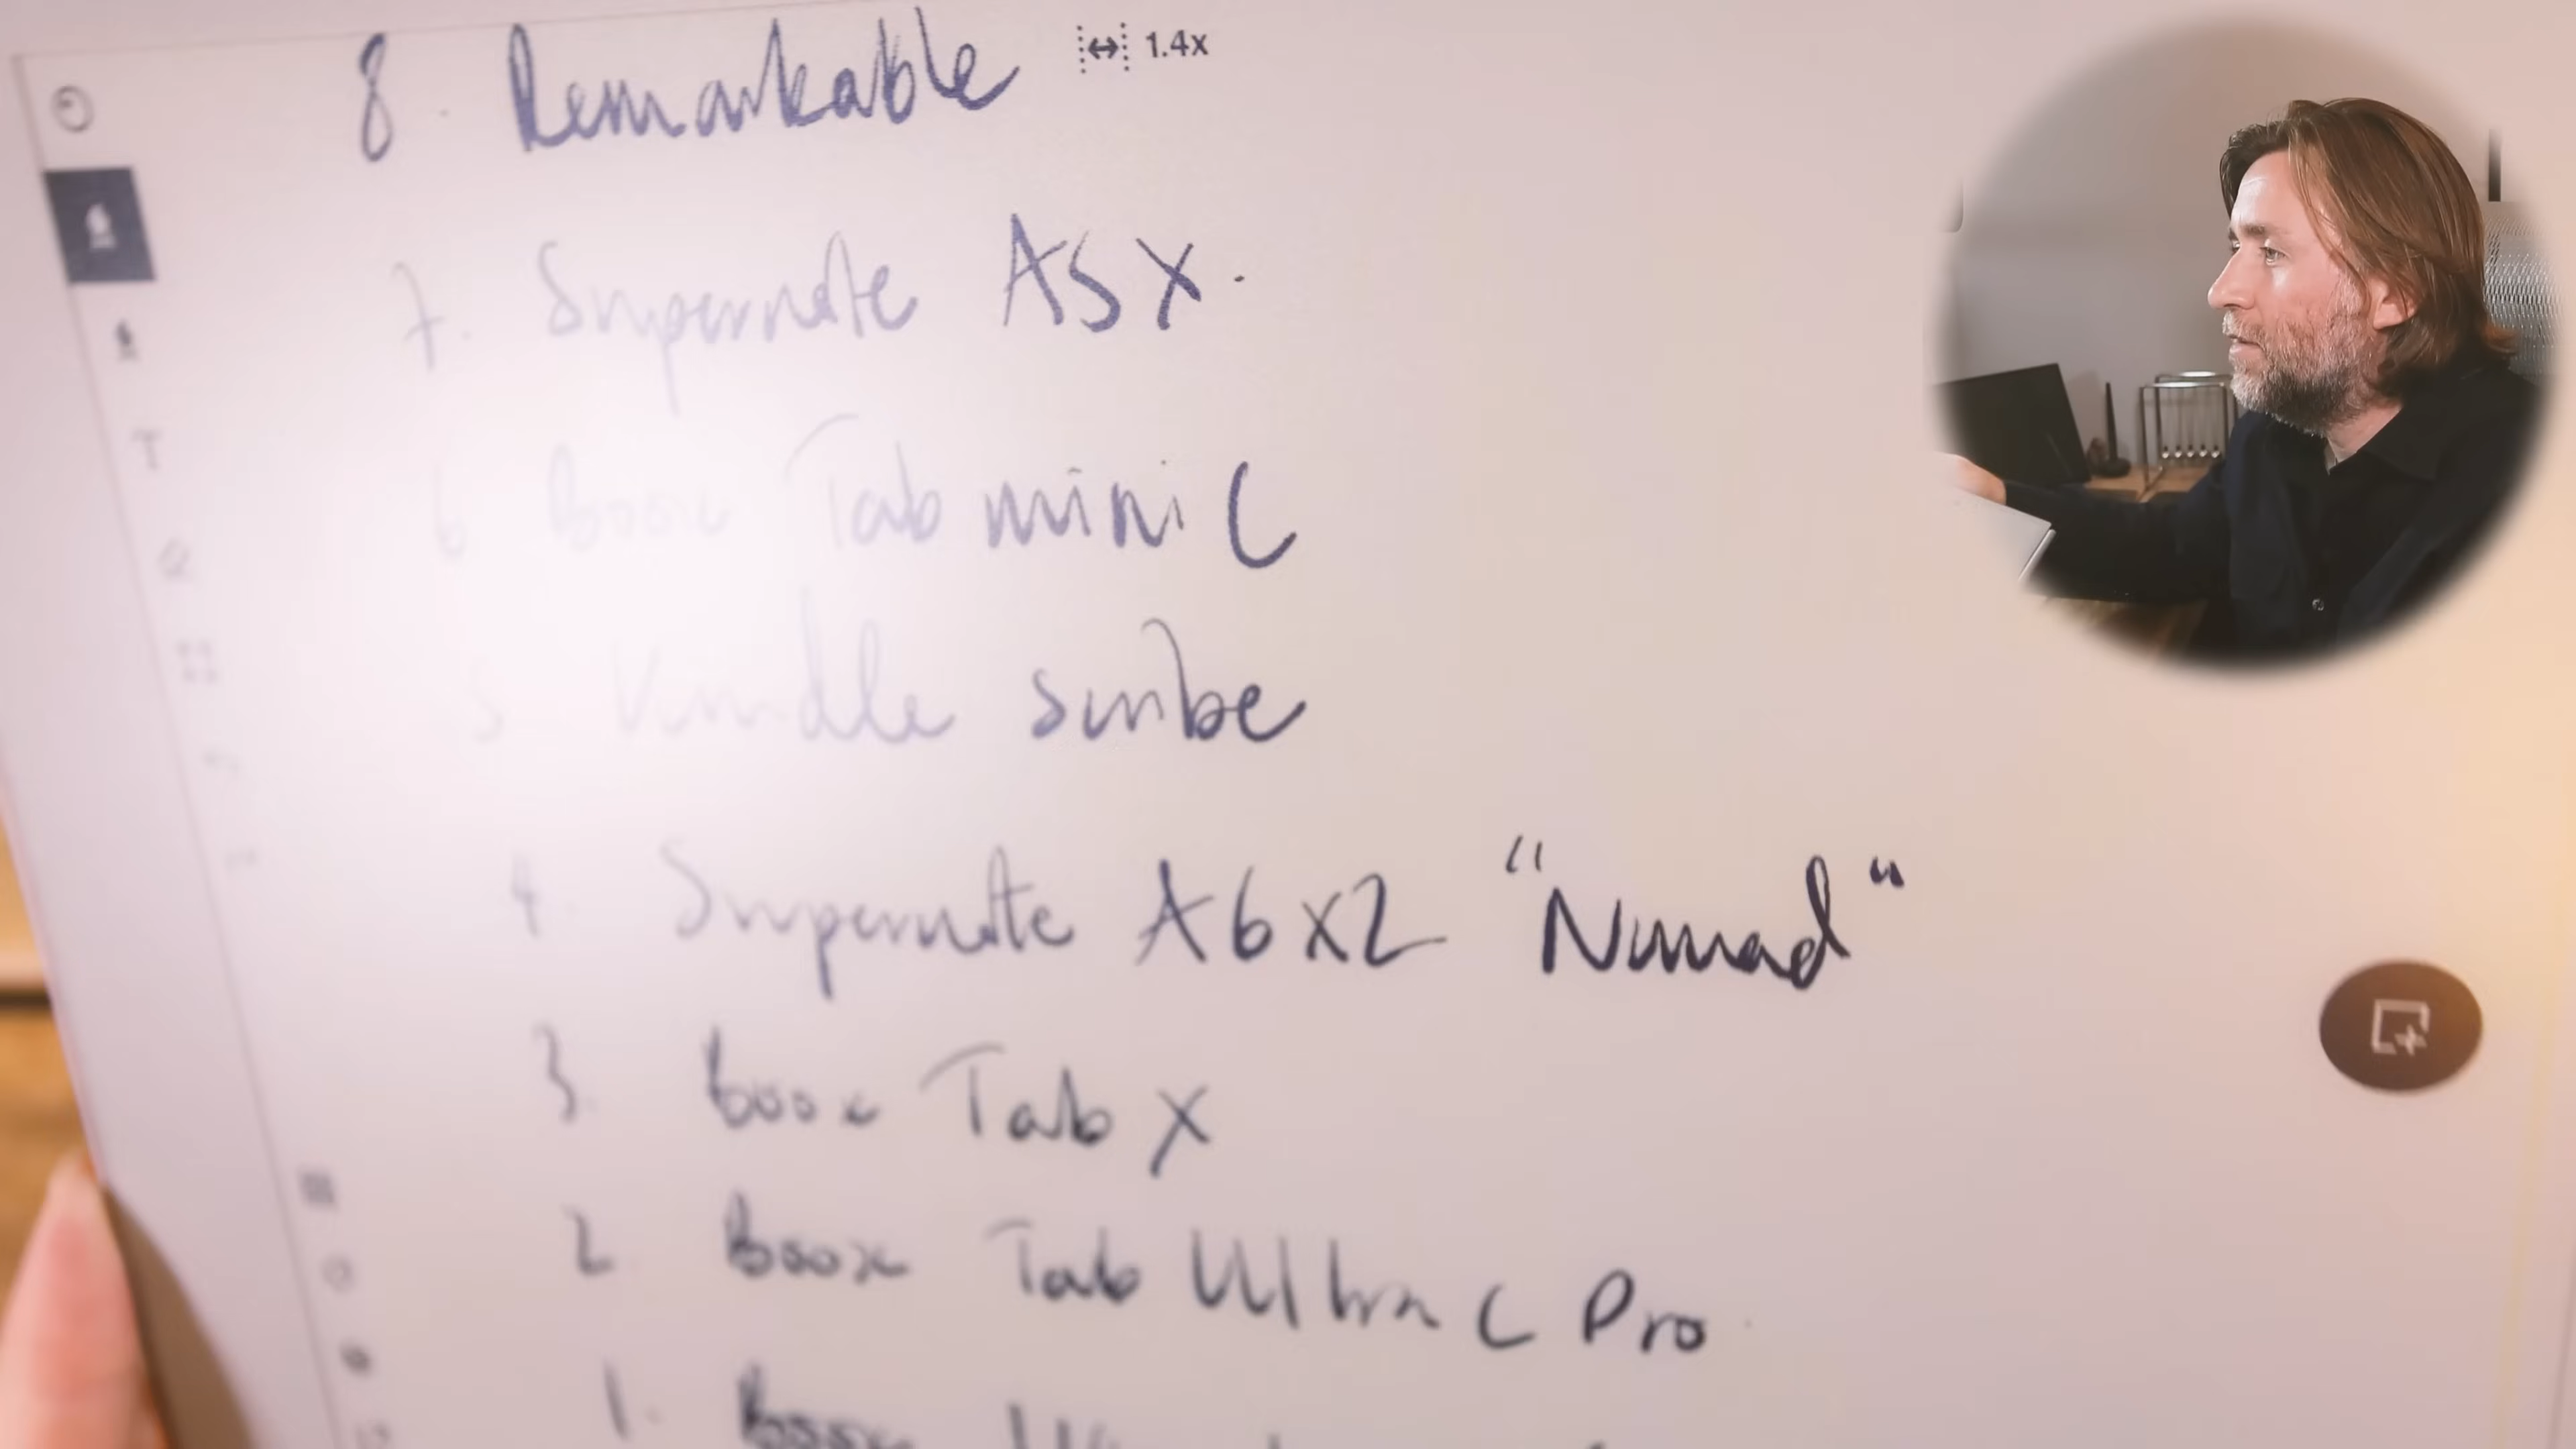 8. Remarkable
1.4x
7. Supernote A5X.
6 Boox Tab mini C
5 Kindle scribe
4. Supernote A6X2 "Nomad"
3. Boox Tab X
2. Boox Tab Ultra C Pro.
1. Boox
T